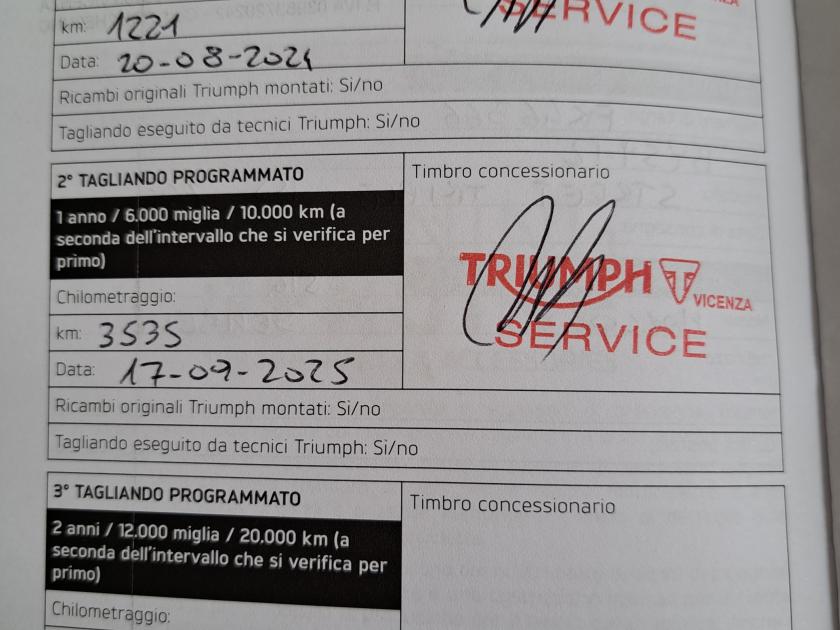 km: 1221
SERVICE
Data: 20-08-2024
Ricambi originali Triumph montati: Si/no
Tagliando eseguito da tecnici Triumph: Si/no
2° TAGLIANDO PROGRAMMATO
1 anno / 6.000 miglia / 10.000 km (a
seconda dell'intervallo che si verifica per
primo)
Chilometraggio:
km: 3535
Data: 17-09-2025
Timbro concessionario
TRIUMPH
VICENZA
SERVICE
Ricambi originali Triumph montati: Si/no
Tagliando eseguito da tecnici Triumph: Si/no
3° TAGLIANDO PROGRAMMATO
2 anni / 12.000 miglia / 20.000 km (a
seconda dell'intervallo che si verifica per
primo)
Chilometraggio:
Timbro concessionario